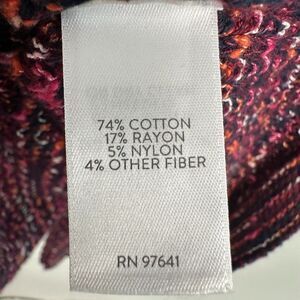 74% COTTON
17% RAYON
5% NYLON
4% OTHER FIBER
RN 97641